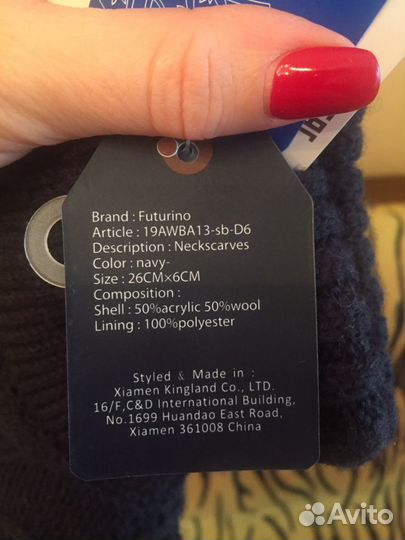 Brand : Futurino
Article : 19AWBA13-sb-D6
Description : Neckscarves
Color : navy-
Size : 26CM×6CM
Composition :
Shell : 50%acrylic 50%wool
Lining : 100%polyester
Styled & Made in :
Xiamen Kingland Co., LTD.
16/F,C&D International Building,
No.1699 Huandao East Road,
Xiamen 361008 China
Avito